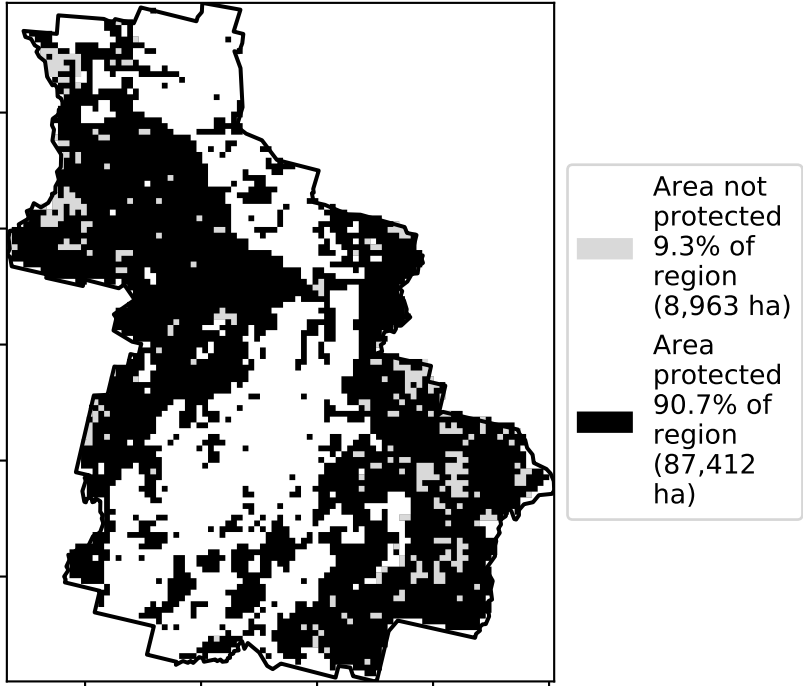 Area not
protected
9.3% of
region
(8,963 ha)
Area
protected
90.7% of
region
(87,412
ha)